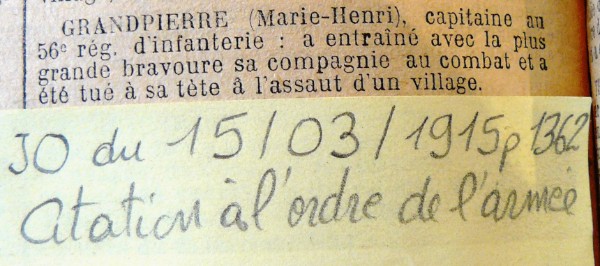 GRANDPIERRE (Marie-Henri), capitaine au
56e rég. d'infanterie : a entraîné avec la plus
grande bravoure sa compagnie au combat et a
été tué à sa tète à l'assaut d'un village.
JO du 15/03/1915 p 1362
Citation à l'ordre de l'armée